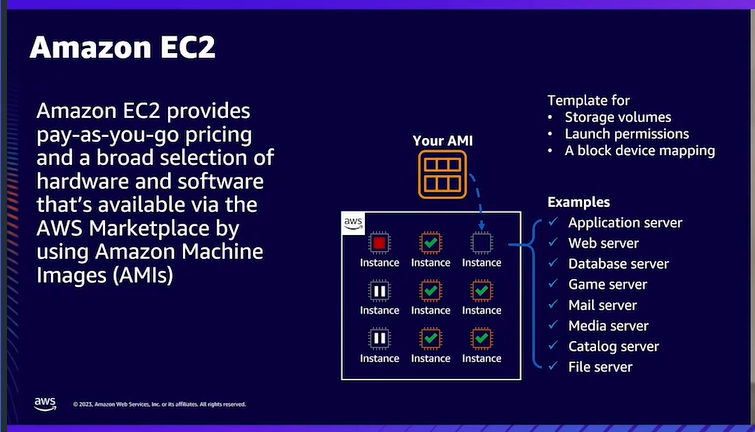 Amazon EC2
Amazon EC2 provides
pay-as-you-go pricing
and a broad selection of
hardware and software
that's available via the
AWS Marketplace by
using Amazon Machine
Images (AMIs)
Your AMI
aws
Instance Instance Instance
Instance Instance Instance
Instance Instance Instance
Template for
• Storage volumes
• Launch permissions
• A block device mapping
Examples
✓ Application server
✓ Web server
✓ Database server
✓ Game server
✓ Mail server
✓ Media server
✓ Catalog server
✓ File server
aws
© 2023, Amazon Web Services, Inc. or its affiliates. All rights reserved.